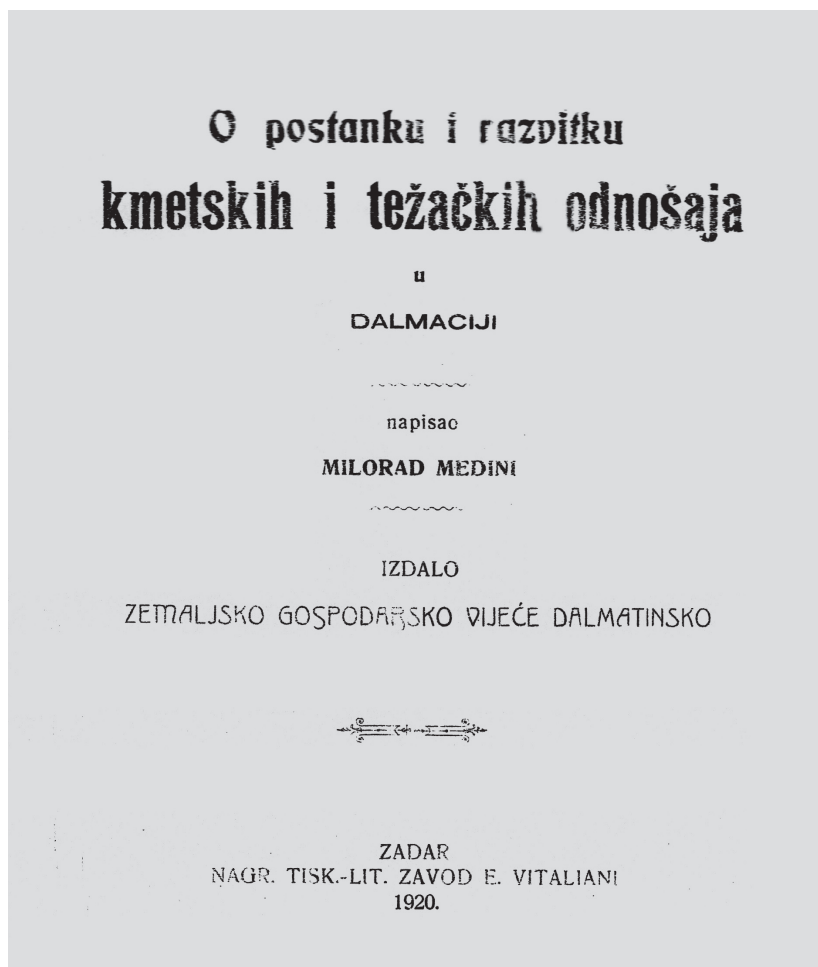 O postanku i razvitku
kmetskih i težačkih odnošaja
u
DALMACIJI
napisao
MILORAD MEDINI
IZDALO
ZEMALJSKO GOSPODARSKO VIJEĆE DALMATINSKO
ZADAR
NAGR. TISK.-LIT. ZAVOD E. VITALIANI
1920.